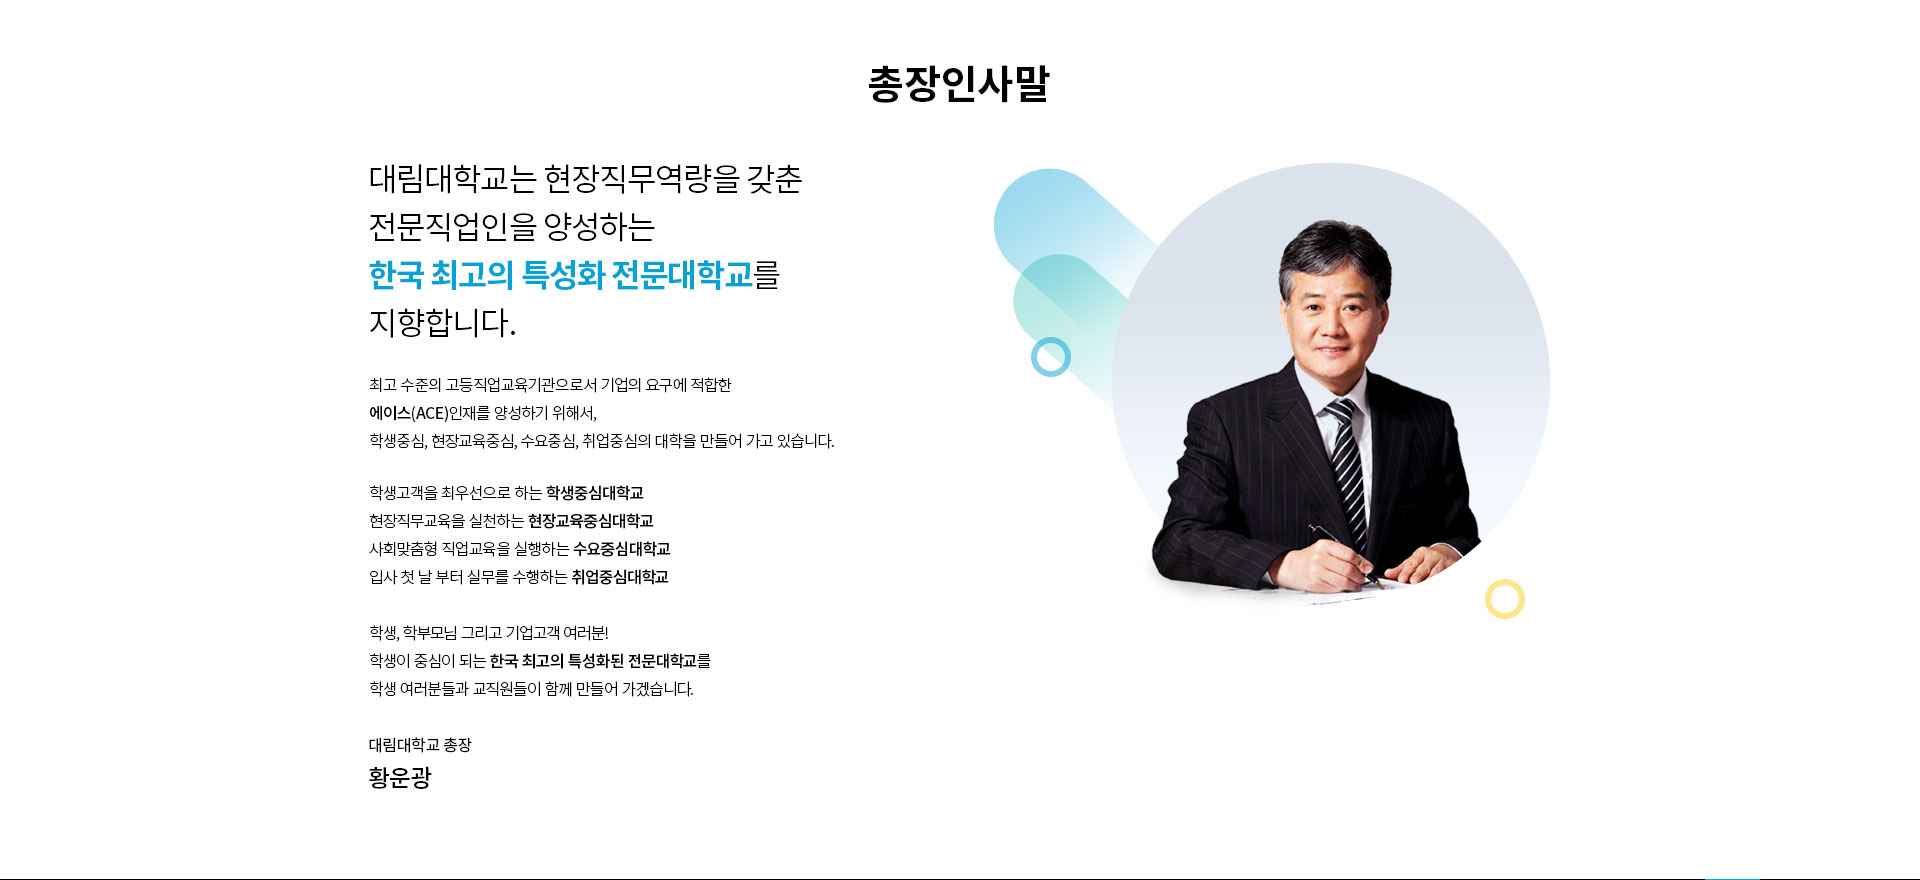 총장인사말
대림대학교는 현장직무역량을 갖춘
전문직업인을 양성하는
한국 최고의 특성화 전문대학교를
지향합니다.
최고 수준의 고등직업교육기관으로서 기업의 요구에 적합한
에이스(ACE)인재를 양성하기 위해서,
학생중심, 현장교육중심, 수요중심, 취업중심의 대학을 만들어 가고 있습니다.
학생고객을 최우선으로 하는 학생중심대학교
현장직무교육을 실천하는 현장교육중심대학교
사회맞춤형 직업교육을 실행하는 수요중심대학교
입사 첫 날 부터 실무를 수행하는 취업중심대학교
학생, 학부모님 그리고 기업고객 여러분!
학생이 중심이 되는 한국 최고의 특성화된 전문대학교를
학생 여러분들과 교직원들이 함께 만들어 가겠습니다.
대림대학교 총장
황운광